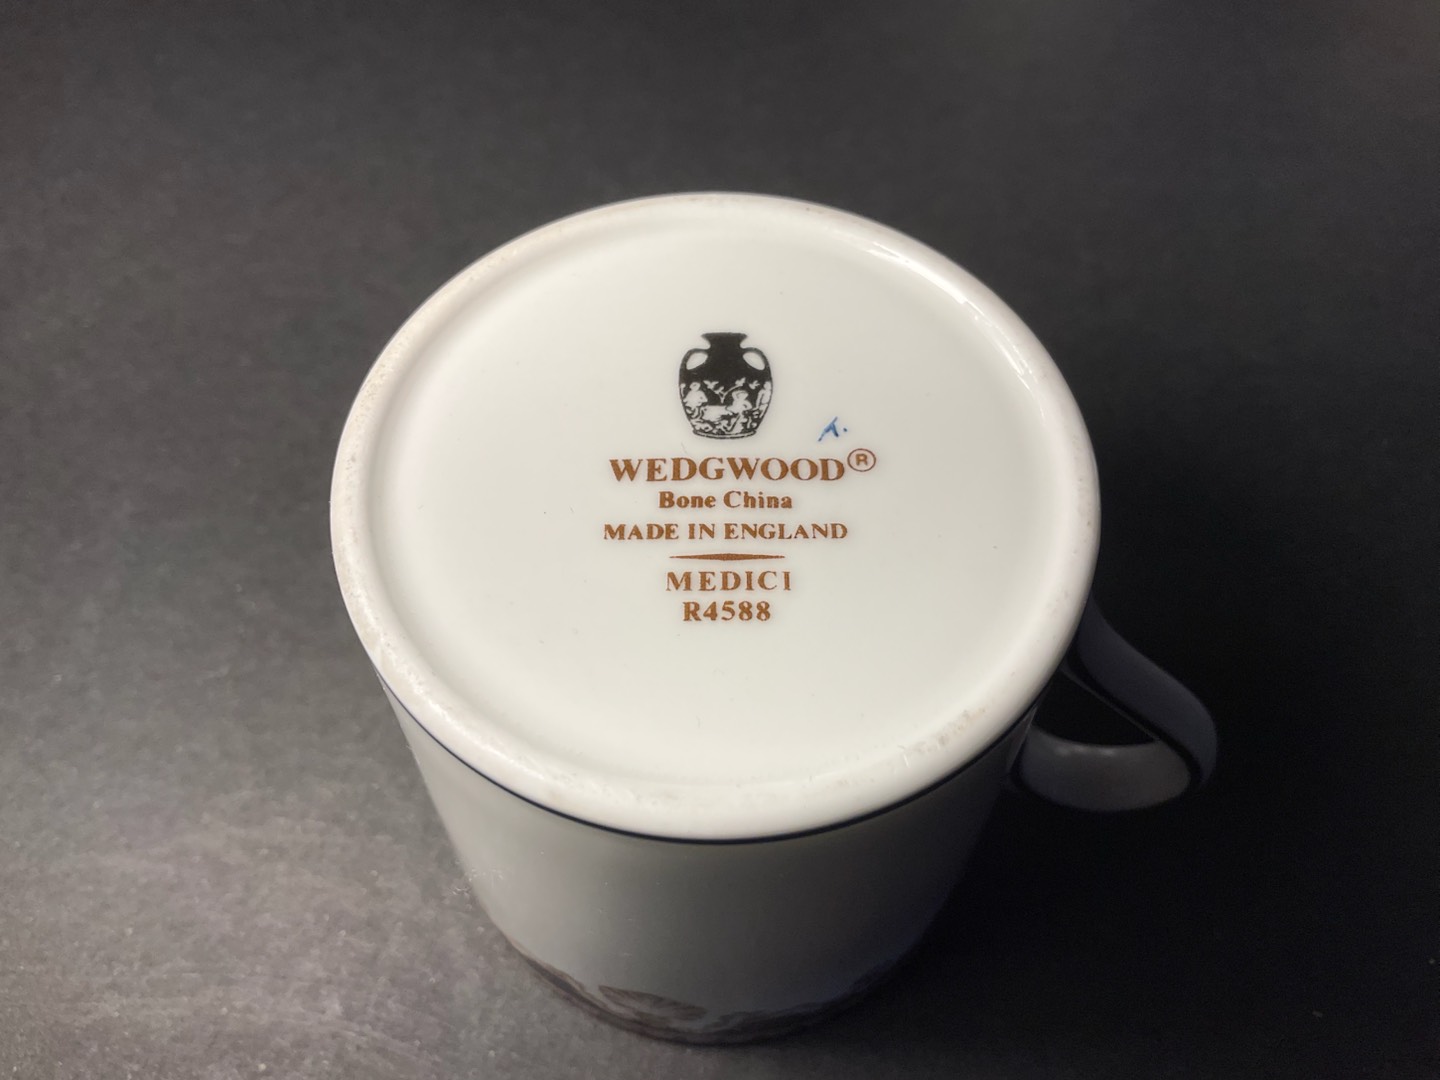 WEDGWOOD®
Bone China
MADE IN ENGLAND
MEDICI
R4588